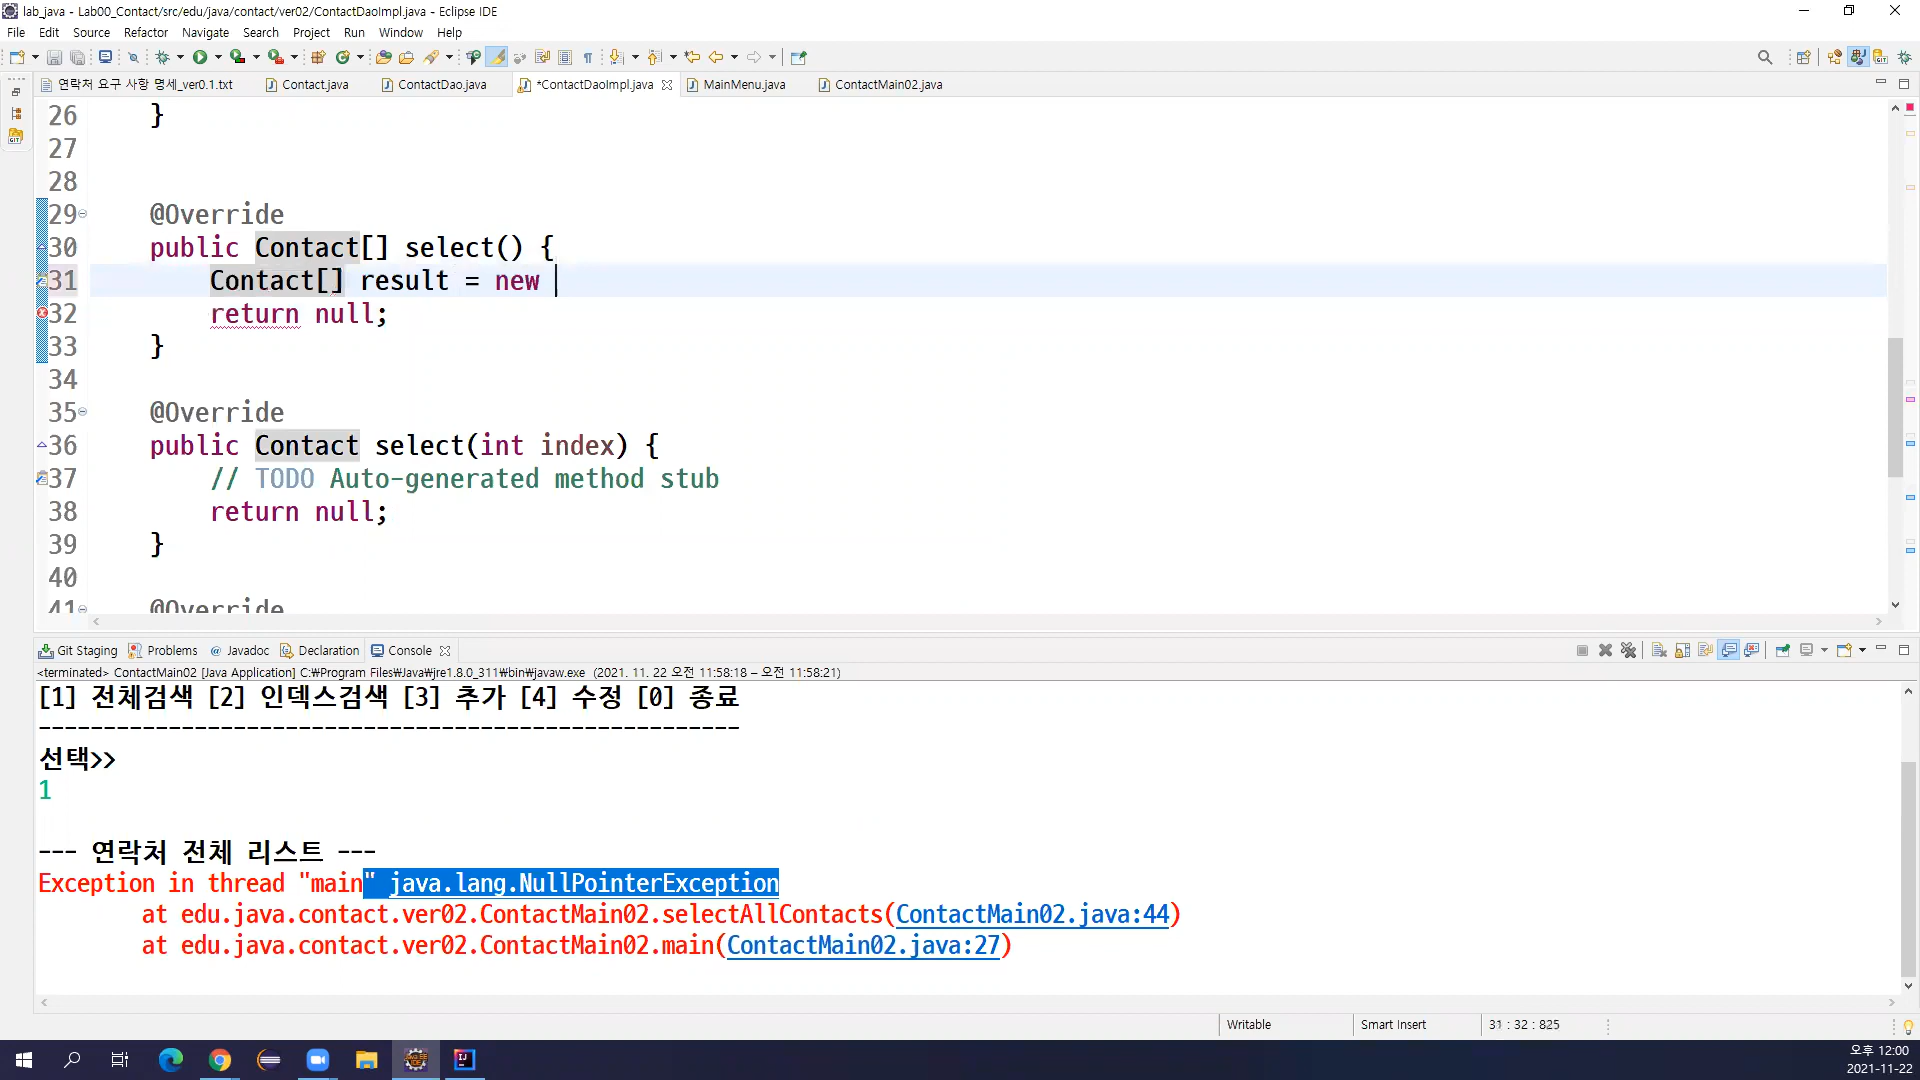 lab_java - Lab00_Contact/src/edu/java/contact/ver02/ContactDaoImpl.java - Eclipse IDE
File Edit Source Refactor Navigate Search Project Run Window Help
연락처 요구 사항 명세_ver0.1.txt Contact.java ContactDao.java *ContactDaoImpl.java MainMenu.java ContactMain02.java
26 }
27
28
29 @Override
30 public Contact[] select() {
31 Contact[] result = new
32 return null;
33 }
34
35 @Override
36 public Contact select(int index) {
37 // TODO Auto-generated method stub
38 return null;
39 }
40
41 @Override
Git Staging Problems Javadoc Declaration Console
<terminated> ContactMain02 [Java Application] C:₩Program Files₩Java₩jre1.8.0_311₩bin₩javaw.exe (2021. 11. 22 오전 11:58:18 – 오전 11:58:21)
[1] 전체검색 [2] 인덱스검색 [3] 추가 [4] 수정 [0] 종료
------------------------------------------------------
선택>>
1
--- 연락처 전체 리스트 ---
Exception in thread "main" java.lang.NullPointerException
at edu.java.contact.ver02.ContactMain02.selectAllContacts(ContactMain02.java:44)
at edu.java.contact.ver02.ContactMain02.main(ContactMain02.java:27)
Writable Smart Insert 31 : 32 : 825
오후 12:00
2021-11-22